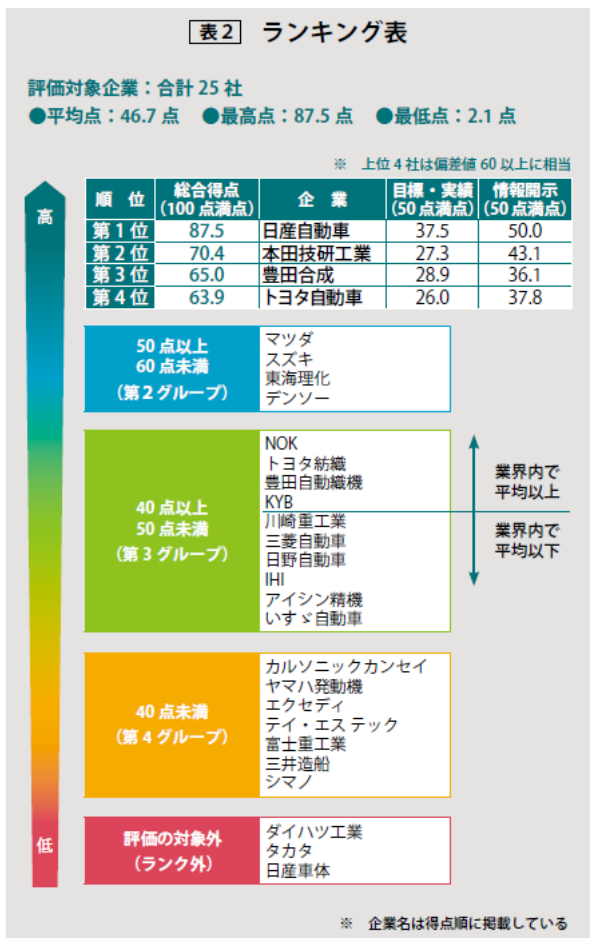 表2 ランキング表
評価対象企業：合計 25 社
●平均点：46.7 点 ●最高点：87.5 点 ●最低点：2.1 点
※ 上位 4 社は偏差値 60 以上に相当
高
順 位 総合得点(100 点満点) 企 業 目標・実績(50 点満点) 情報開示(50 点満点)
第 1 位 87.5 日産自動車 37.5 50.0
第 2 位 70.4 本田技研工業 27.3 43.1
第 3 位 65.0 豊田合成 28.9 36.1
第 4 位 63.9 トヨタ自動車 26.0 37.8
50 点以上
60 点未満
（第２グループ）
マツダ
スズキ
東海理化
デンソー
40 点以上
50 点未満
（第 3 グループ）
NOK
トヨタ紡織
豊田自動織機
KYB
川崎重工業
三菱自動車
日野自動車
IHI
アイシン精機
いすゞ自動車
業界内で
平均以上
業界内で
平均以下
40 点未満
（第 4 グループ）
カルソニックカンセイ
ヤマハ発動機
エクセディ
テイ・エス テック
富士重工業
三井造船
シマノ
低
評価の対象外
（ランク外）
ダイハツ工業
タカタ
日産車体
※ 企業名は得点順に掲載している